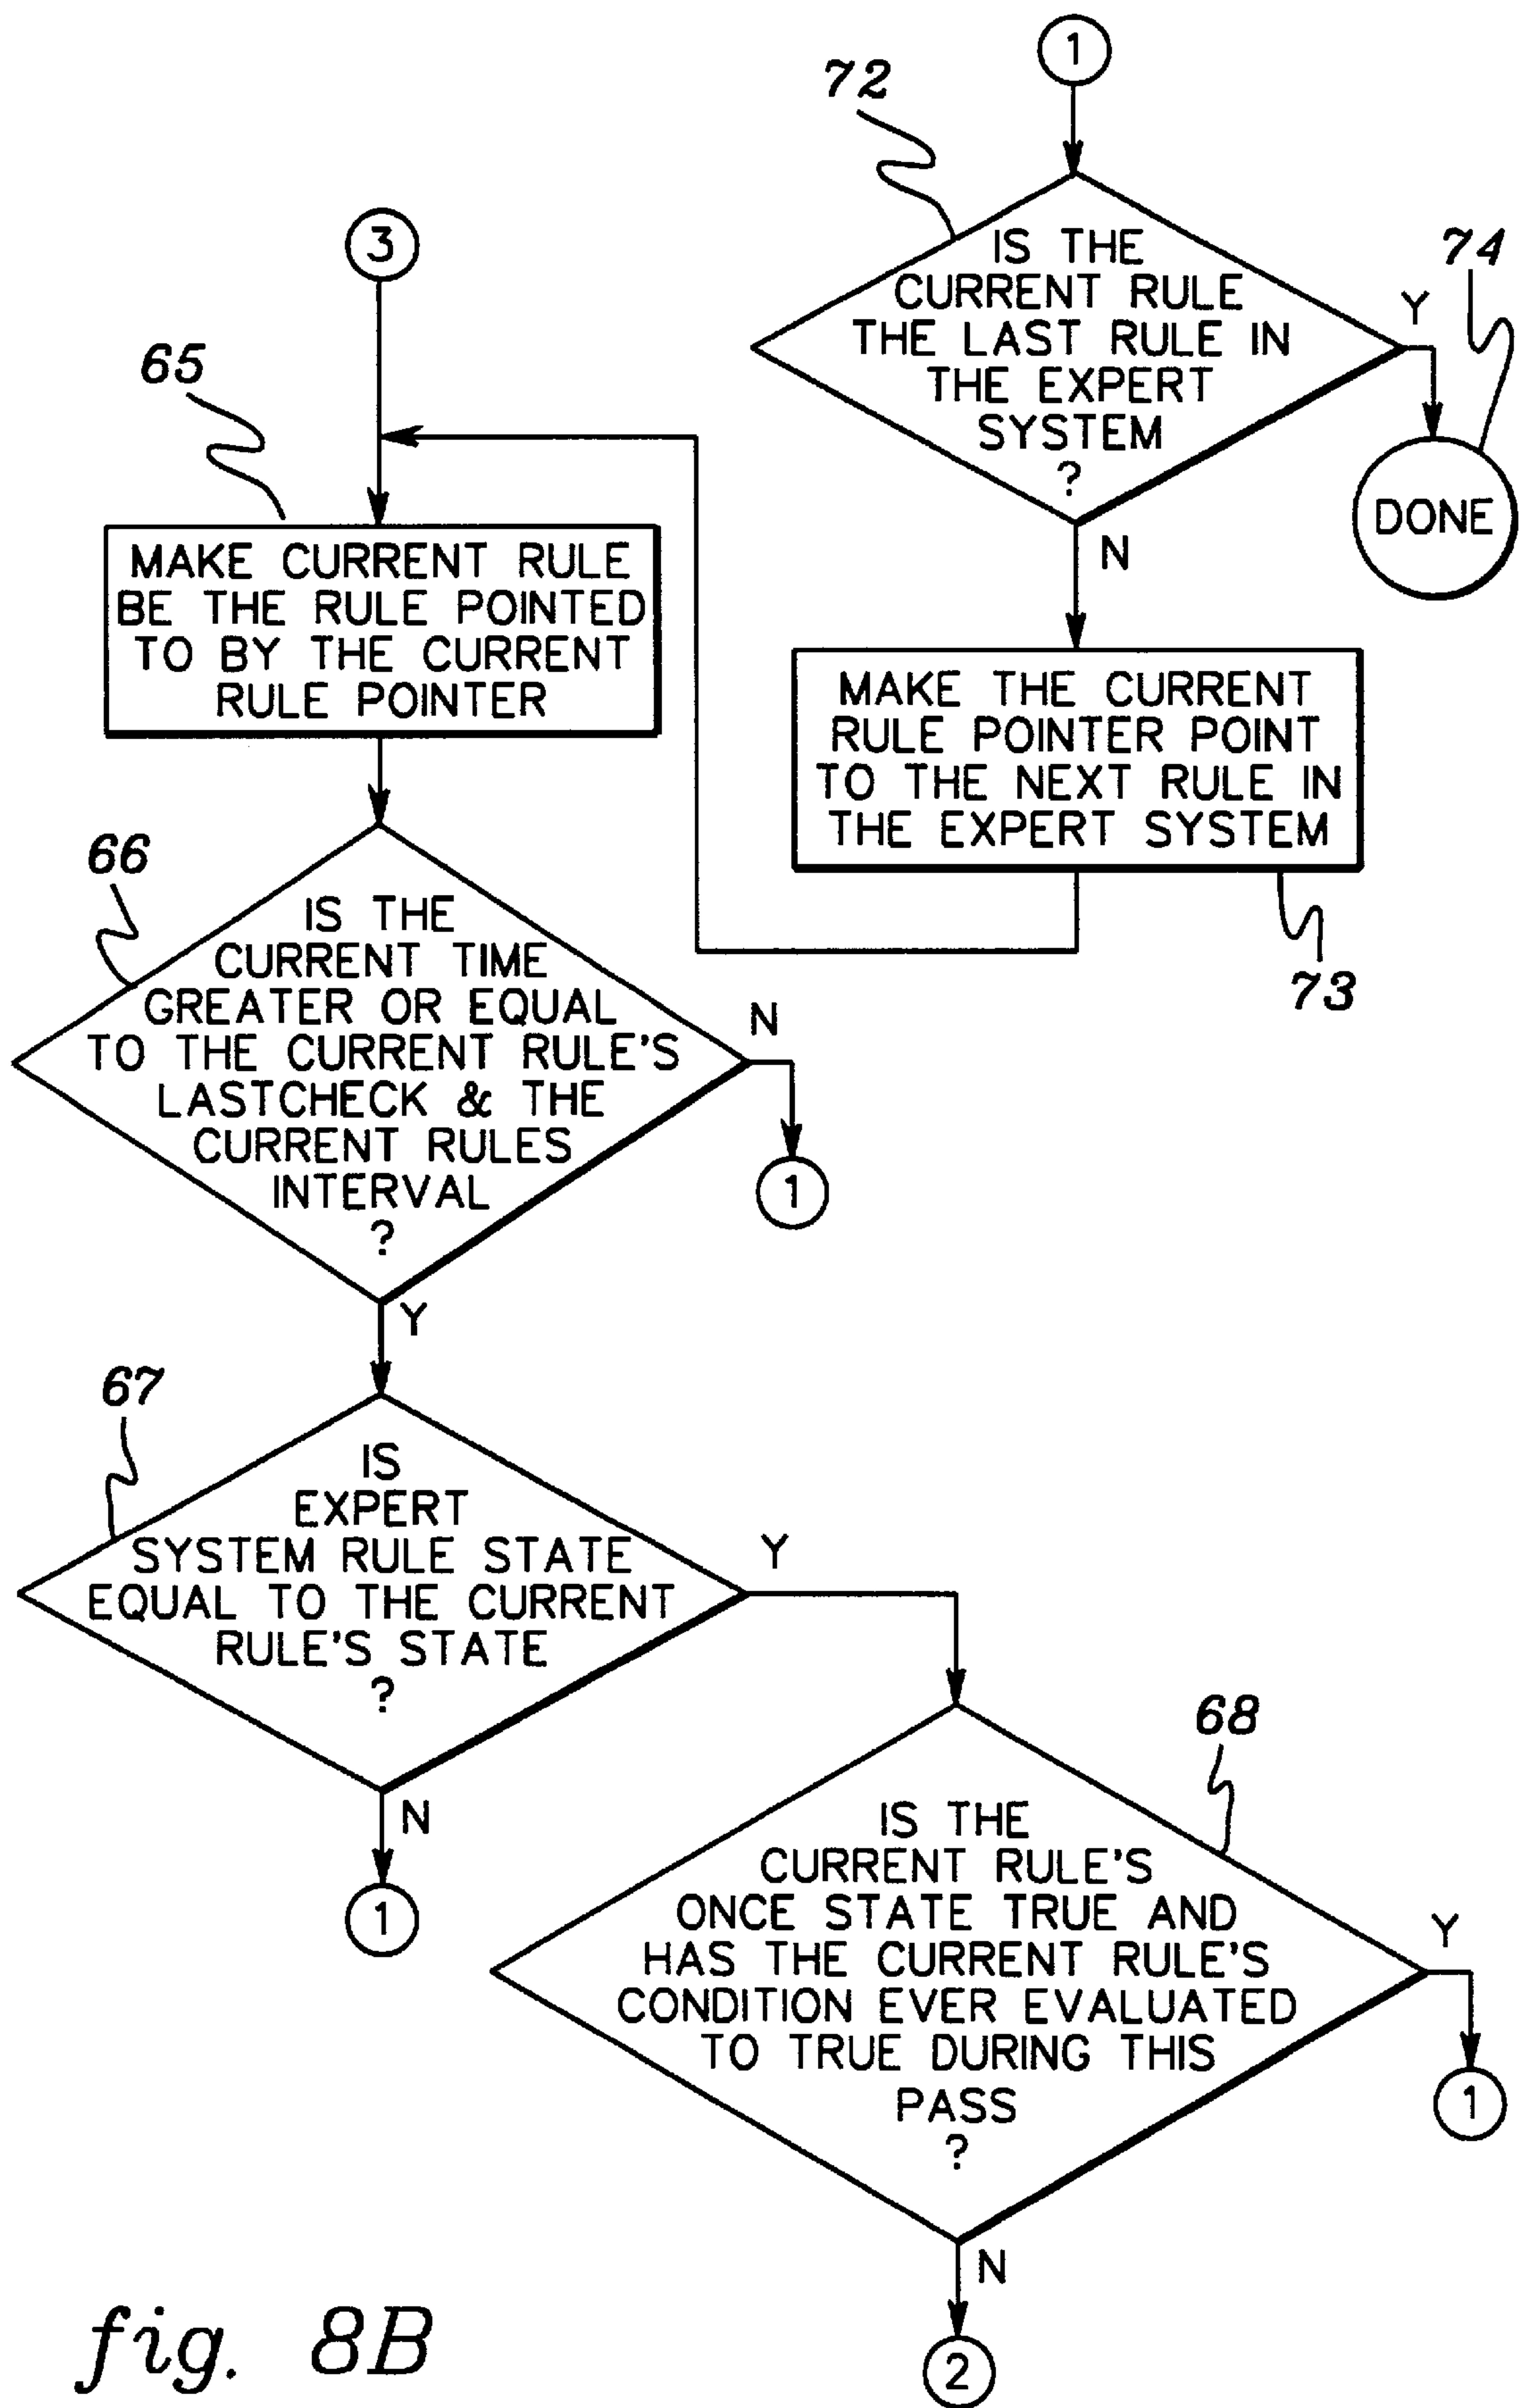 1
72
IS THE
CURRENT RULE
THE LAST RULE IN
THE EXPERT
SYSTEM
?
Y
74
DONE
N
MAKE THE CURRENT
RULE POINTER POINT
TO THE NEXT RULE IN
THE EXPERT SYSTEM
73
3
65
MAKE CURRENT RULE
BE THE RULE POINTED
TO BY THE CURRENT
RULE POINTER
66
IS THE
CURRENT TIME
GREATER OR EQUAL
TO THE CURRENT RULE'S
LASTCHECK & THE
CURRENT RULES
INTERVAL
?
N
1
Y
67
IS
EXPERT
SYSTEM RULE STATE
EQUAL TO THE CURRENT
RULE'S STATE
?
Y
N
1
68
IS THE
CURRENT RULE'S
ONCE STATE TRUE AND
HAS THE CURRENT RULE'S
CONDITION EVER EVALUATED
TO TRUE DURING THIS
PASS
?
Y
1
N
2
fig. 8B